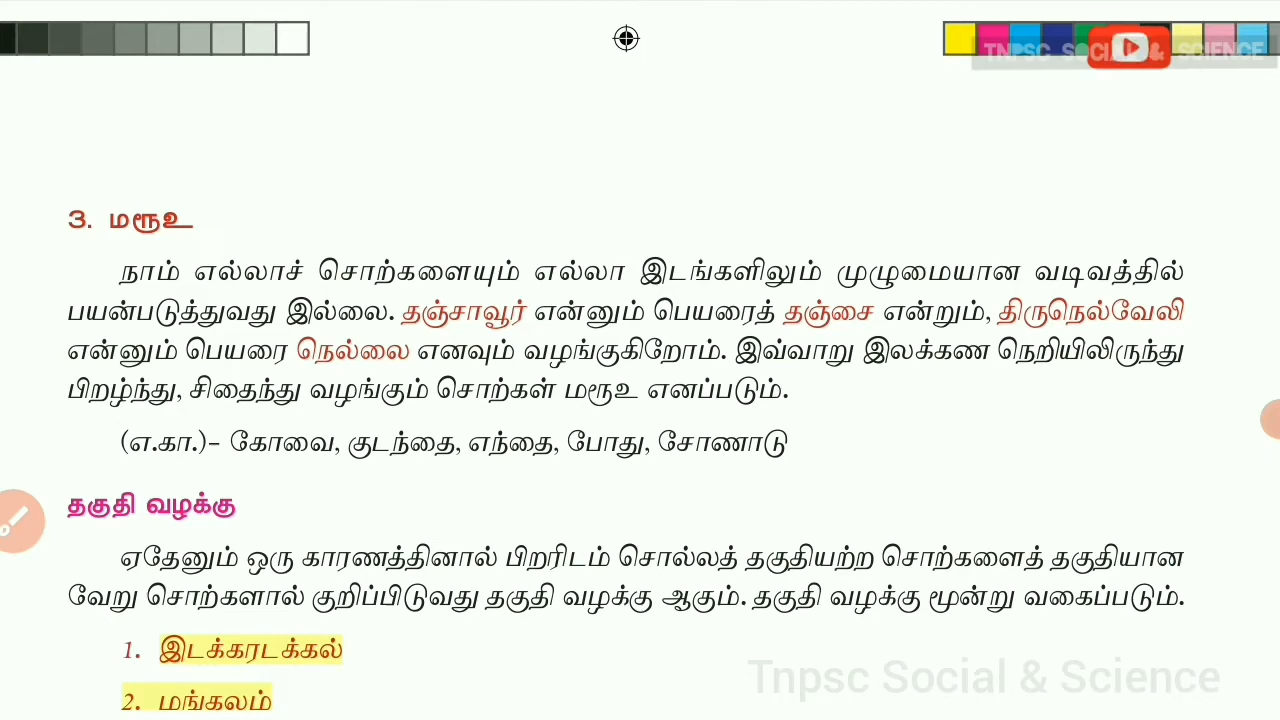 TNPSC SOCIAL & SCIENCE
3. மரூஉ
நாம் எல்லாச் சொற்களையும் எல்லா இடங்களிலும் முழுமையான வடிவத்தில்
பயன்படுத்துவது இல்லை. தஞ்சாவூர் என்னும் பெயரைத் தஞ்சை என்றும், திருநெல்வேலி
என்னும் பெயரை நெல்லை எனவும் வழங்குகிறோம். இவ்வாறு இலக்கண நெறியிலிருந்து
பிறழ்ந்து, சிதைந்து வழங்கும் சொற்கள் மரூஉ எனப்படும்.
(எ.கா.)– கோவை, குடந்தை, எந்தை, போது, சோணாடு
தகுதி வழக்கு
ஏதேனும் ஒரு காரணத்தினால் பிறரிடம் சொல்லத் தகுதியற்ற சொற்களைத் தகுதியான
வேறு சொற்களால் குறிப்பிடுவது தகுதி வழக்கு ஆகும். தகுதி வழக்கு மூன்று வகைப்படும்.
1. இடக்கரடக்கல்
2. மங்கலம்
Tnpsc Social & Science